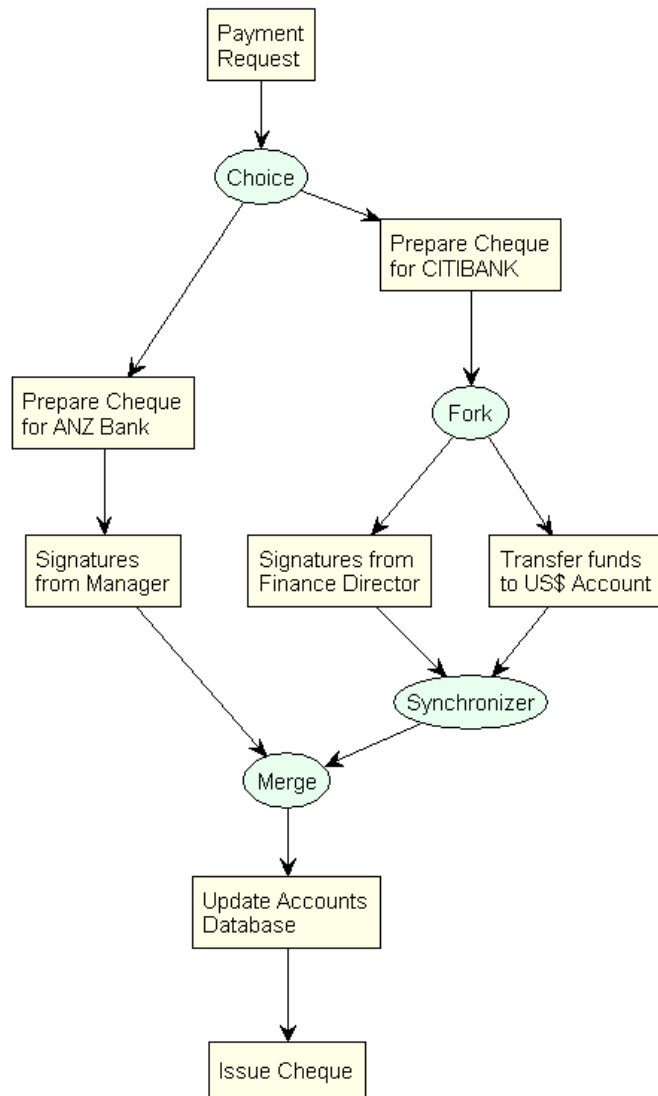 Payment
Request
Choice
Prepare Cheque
for CITIBANK
Prepare Cheque
for ANZ Bank
Fork
Signatures
from Manager
Signatures from
Finance Director
Transfer funds
to US$ Account
Synchronizer
Merge
Update Accounts
Database
Issue Cheque